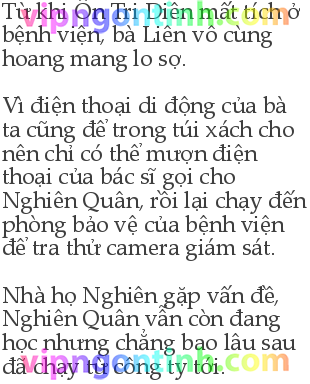 Từ khi Ôn Tri Diên mất tích ở
vipngontinh.com
bệnh viện, bà Liên vô cùng
hoang mang lo sợ.
Vì điện thoại di động của bà
ta cũng để trong túi xách cho
nên chỉ có thể mượn điện
thoại của bác sĩ gọi cho
Nghiên Quân, rồi lại chạy đến
phòng bảo vệ của bệnh viện
để tra thử camera giám sát.
Nhà họ Nghiên gặp vấn đề,
Nghiên Quân vẫn còn đang
học nhưng chẳng bao lâu sau
đã chạy từ công ty tới.
vipngontinh.com